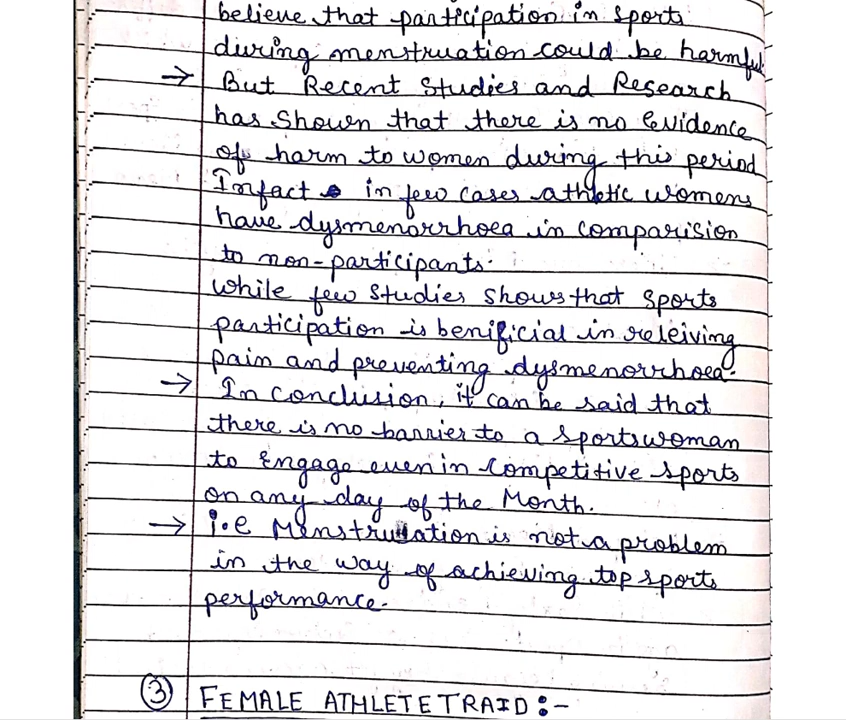 believe that participation in sports
during menstruation could be harmful
→ But Recent Studies and Research
has Shown that there is no Evidence
of harm to women during this period
Infact in few cases athletic womens
have dysmenorrhoea in comparision
to non-participants.
while few Studies Shows that Sports
participation is benificial in releiving
pain and preventing dysmenorrhoea.
→ In Conclusion, it can be said that
there is no barrier to a Sportswoman
to Engage even in Competitive Sports
on any day of the Month.
→ i.e Menstruation is not a problem
in the way of achieving top sports
performance.
③ FEMALE ATHLETE TRAID :-